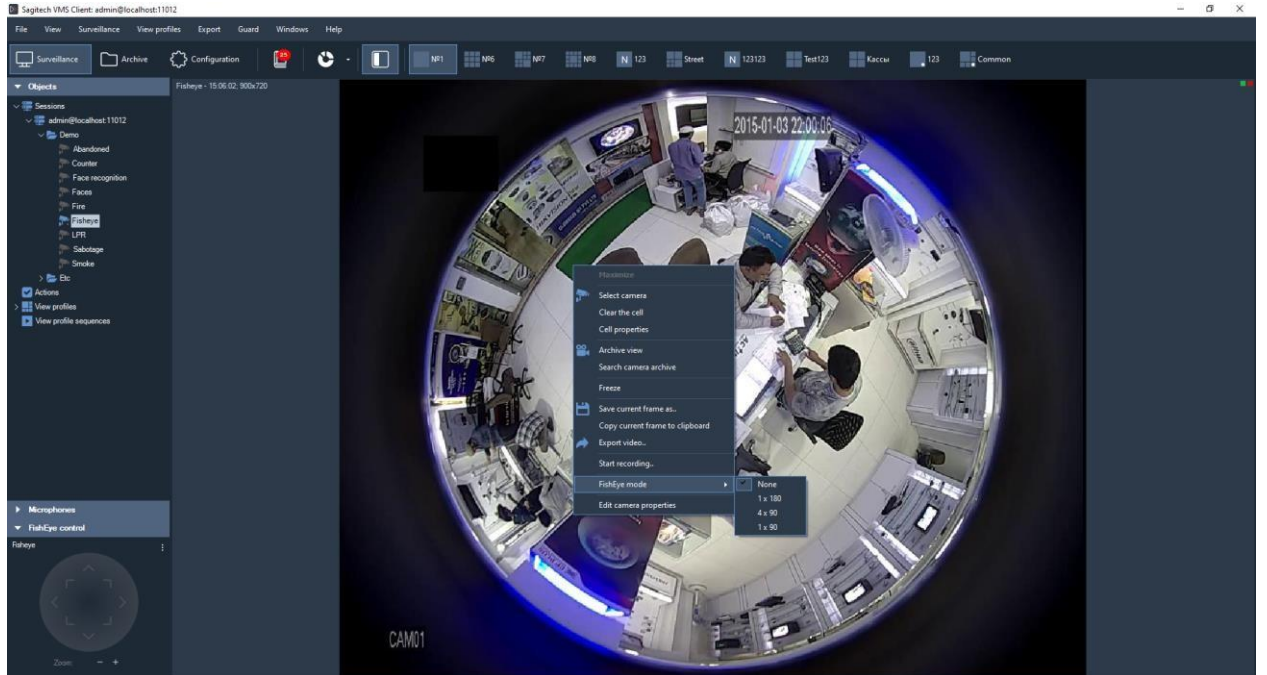 Sagitech VMS Client: admin@localhost:11012
File View Surveillance View profiles Export Guard Windows Help
Surveillance Archive Configuration 25 №1 №6 №7 №8 N 123 Street N 123123 Test123 Кассы 123 Common
Objects
Fisheye - 15:06:02; 900x720
Sessions
admin@localhost:11012
Demo
Abandoned
Counter
Face recognition
Faces
Fire
Fisheye
LPR
Sabotage
Smoke
Etc
Actions
View profiles
View profile sequences
2015-01-03 22:00:06
Maximize
Select camera
Clear the cell
Cell properties
Archive view
Search camera archive
Freeze
Save current frame as..
Copy current frame to clipboard
Export video..
Start recording..
FishEye mode
Edit camera properties
None
1 x 180
4 x 90
1 x 90
Microphones
FishEye control
Fisheye
Zoom: - +
CAM01